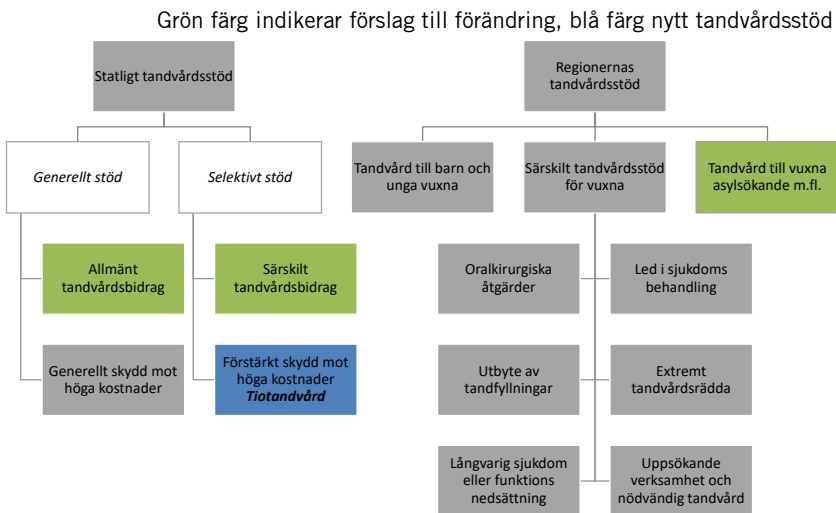 Grön färg indikerar förslag till förändring, blå färg nytt tandvårdsstöd
Statligt tandvårdsstöd
Generellt stöd
Selektivt stöd
Allmänt
tandvårdsbidrag
Särskilt
tandvårdsbidrag
Generellt skydd mot
höga kostnader
Förstärkt skydd mot
höga kostnader
Tiotandvård
Regionernas
tandvårdsstöd
Tandvård till barn och
unga vuxna
Särskilt tandvårdsstöd
för vuxna
Tandvård till vuxna
asylsökande m.fl.
Oralkirurgiska
åtgärder
Led i sjukdoms
behandling
Utbyte av
tandfyllningar
Extremt
tandvårdsrädda
Långvarig sjukdom
eller funktions
nedsättning
Uppsökande
verksamhet och
nödvändig tandvård